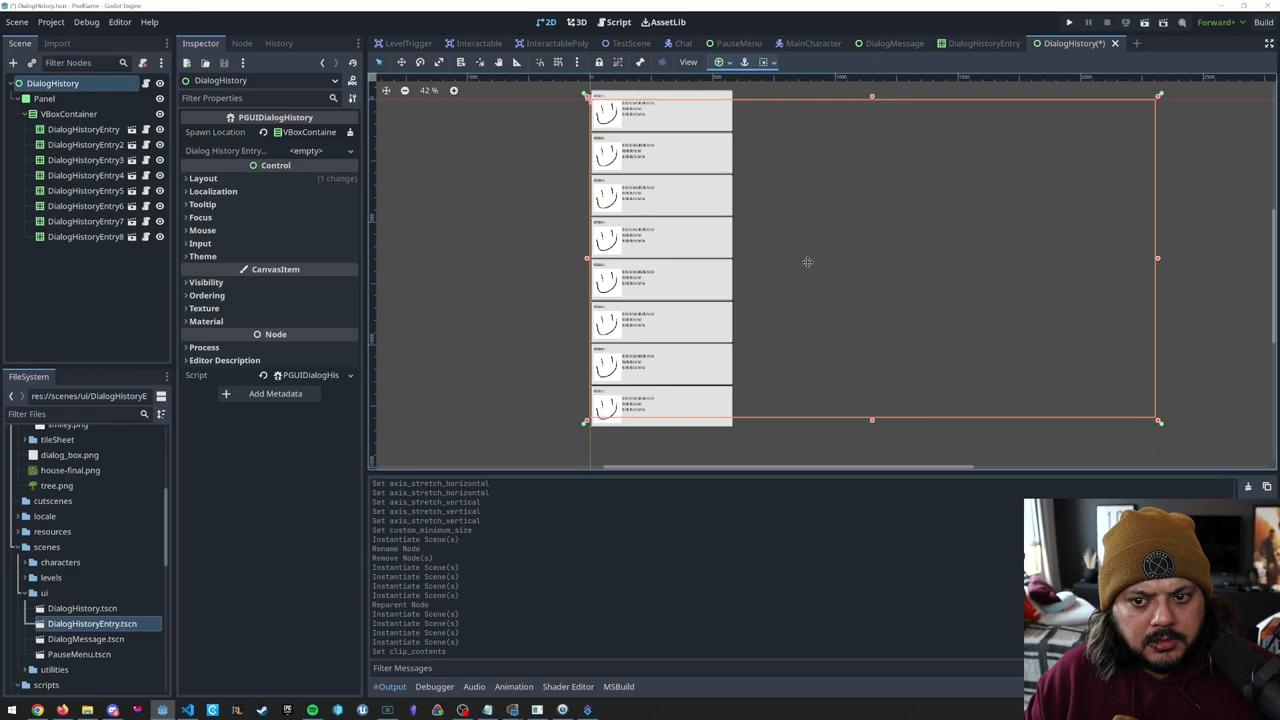 (*) DialogHistory.tscn - PixelGame - Godot Engine
Scene Project Debug Editor Help
2D 3D Script AssetLib
Forward+ Build
Scene Import
Inspector Node History
LevelTrigger Interactable InteractablePoly TestScene Chat PauseMenu MainCharacter DialogMessage DialogHistoryEntry DialogHistory(*)
Filter Nodes
DialogHistory
Panel
VBoxContainer
DialogHistoryEntry
DialogHistoryEntry2
DialogHistoryEntry3
DialogHistoryEntry4
DialogHistoryEntry5
DialogHistoryEntry6
DialogHistoryEntry7
DialogHistoryEntry8
DialogHistory
Filter Properties
PGUIDialogHistory
Spawn Location VBoxContaine
Dialog History Entry... <empty>
Control
Layout (1 change)
Localization
Tooltip
Focus
Mouse
Input
Theme
CanvasItem
Visibility
Ordering
Texture
Material
Node
Process
Editor Description
Script PGUIDialogHis
Add Metadata
View
42 %
FileSystem
res://scenes/ui/DialogHistoryE
Filter Files
smiley.png
tileSheet
dialog_box.png
house-final.png
tree.png
cutscenes
locale
resources
scenes
characters
levels
ui
DialogHistory.tscn
DialogHistoryEntry.tscn
DialogMessage.tscn
PauseMenu.tscn
utilities
scripts
Set axis_stretch_horizontal
Set axis_stretch_horizontal
Set axis_stretch_vertical
Set axis_stretch_vertical
Set axis_stretch_vertical
Set custom_minimum_size
Instantiate Scene(s)
Rename Node
Remove Node(s)
Instantiate Scene(s)
Instantiate Scene(s)
Instantiate Scene(s)
Instantiate Scene(s)
Reparent Node
Instantiate Scene(s)
Instantiate Scene(s)
Instantiate Scene(s)
Instantiate Scene(s)
Set clip_contents
Filter Messages
Output Debugger Audio Animation Shader Editor MSBuild